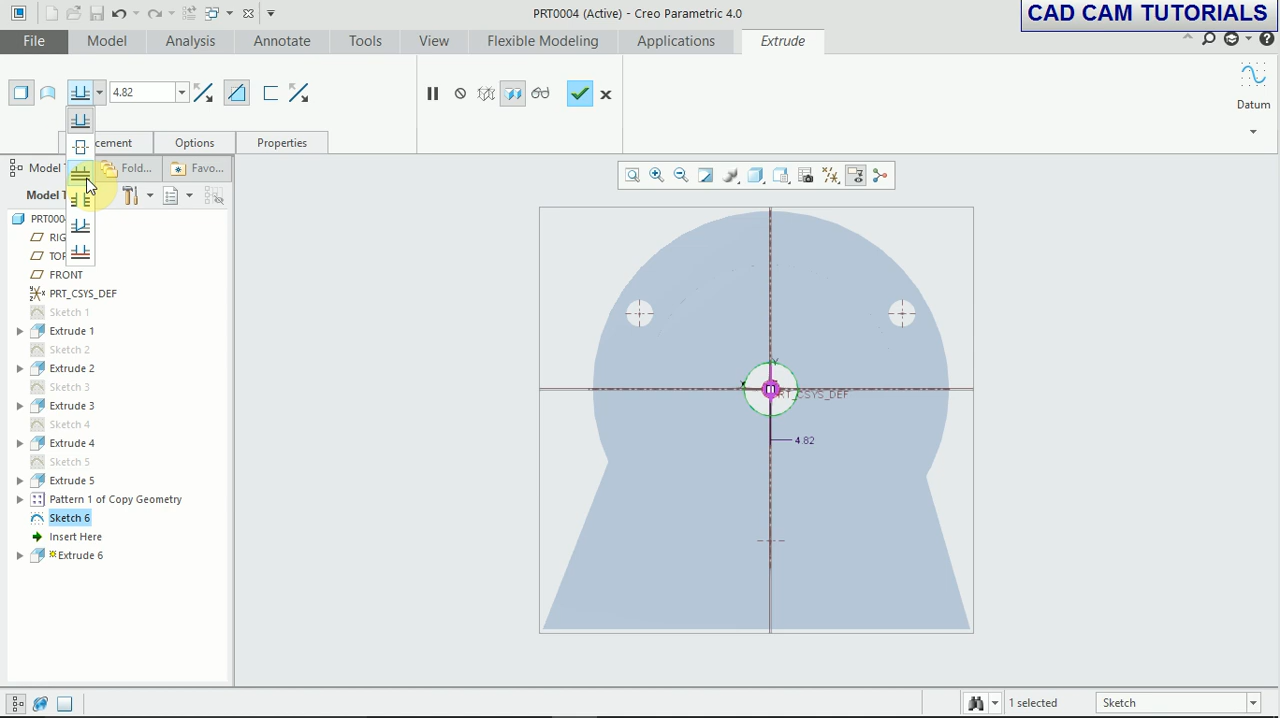 PRT0004 (Active) - Creo Parametric 4.0
CAD CAM TUTORIALS
File
Model
Analysis
Annotate
Tools
View
Flexible Modeling
Applications
Extrude
4.82
Datum
cement
Options
Properties
Model T
Fold...
Favo...
Model T
PRT0004
RIG
TOP
FRONT
PRT_CSYS_DEF
Sketch 1
Extrude 1
Sketch 2
Extrude 2
Sketch 3
Extrude 3
Sketch 4
Extrude 4
Sketch 5
Extrude 5
Pattern 1 of Copy Geometry
Sketch 6
Insert Here
Extrude 6
Y
X
PRT_CSYS_DEF
4.82
1 selected
Sketch